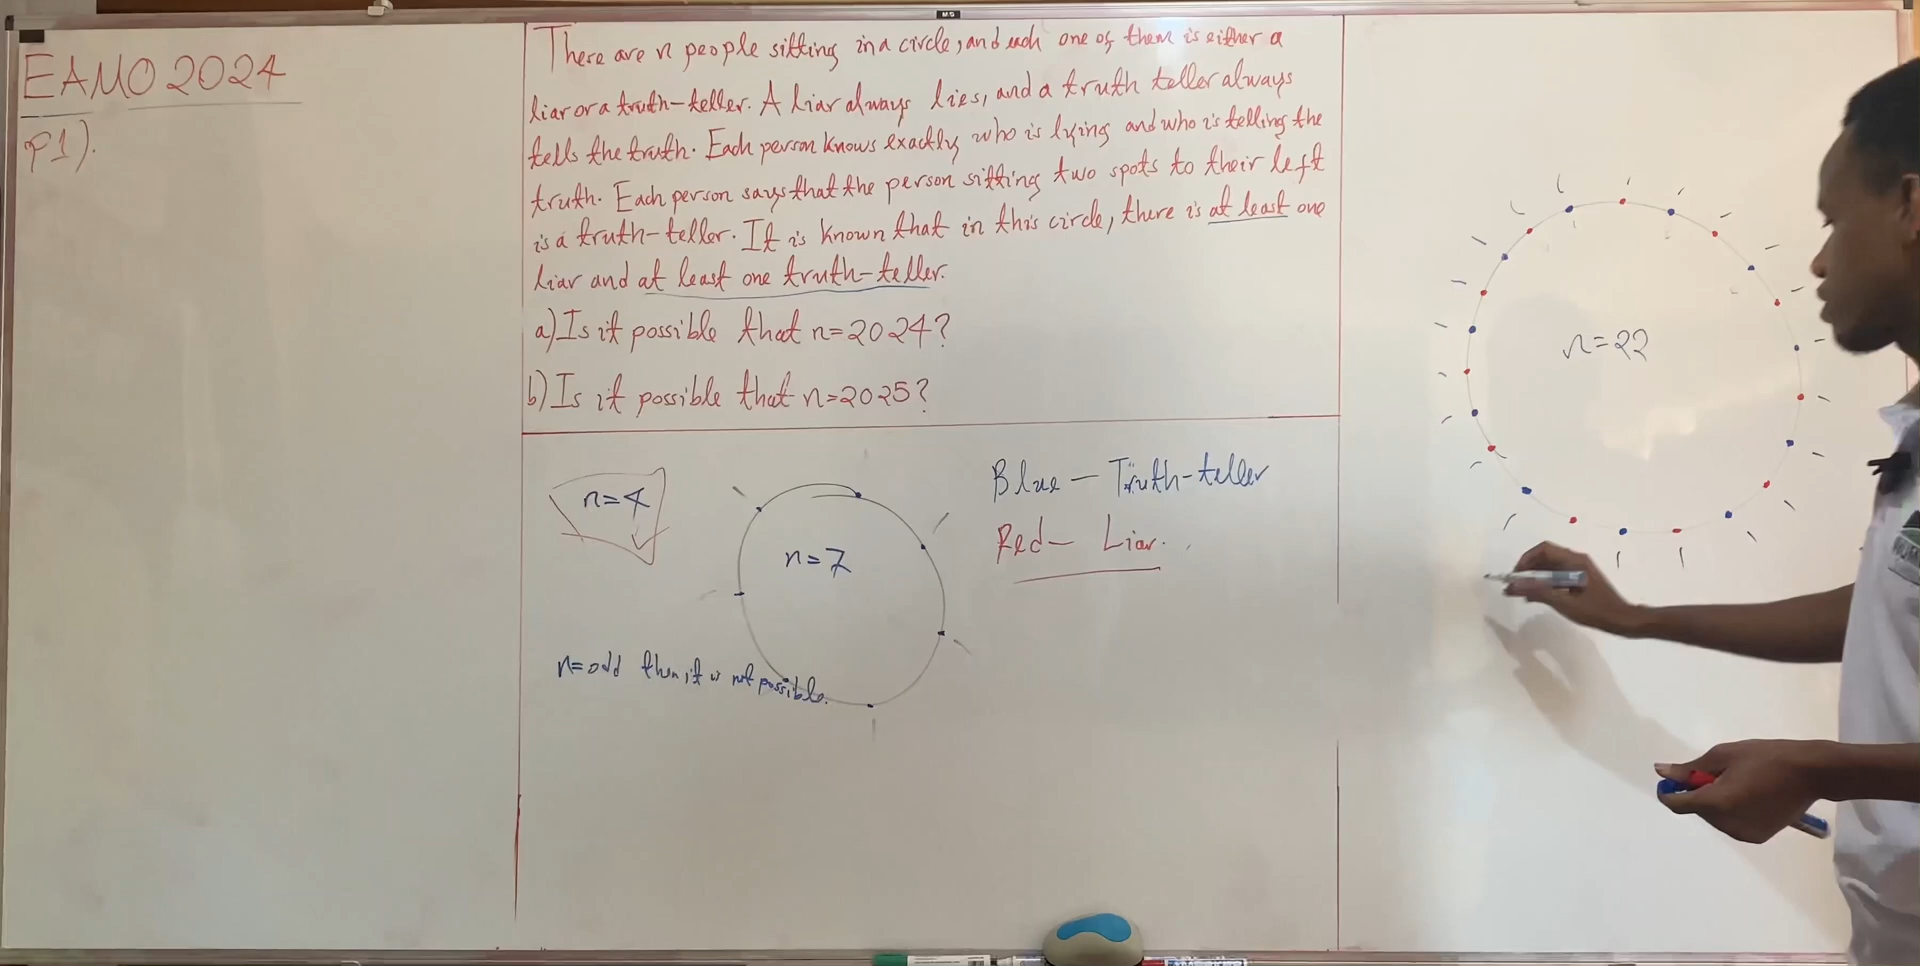 EAMO 2024
P1).
There are n people sitting in a circle, and each one of them is either a
liar or a truth-teller. A liar always lies, and a truth teller always
tells the truth. Each person knows exactly who is lying and who is telling the
truth. Each person says that the person sitting two spots to their left
is a truth-teller. It is known that in this circle, there is at least one
liar and at least one truth-teller.
a) Is it possible that n=2024?
b) Is it possible that n=2025?
n=4
n=7
n=odd then it is not possible.
Blue – Truth-teller
Red – Liar.
n=22